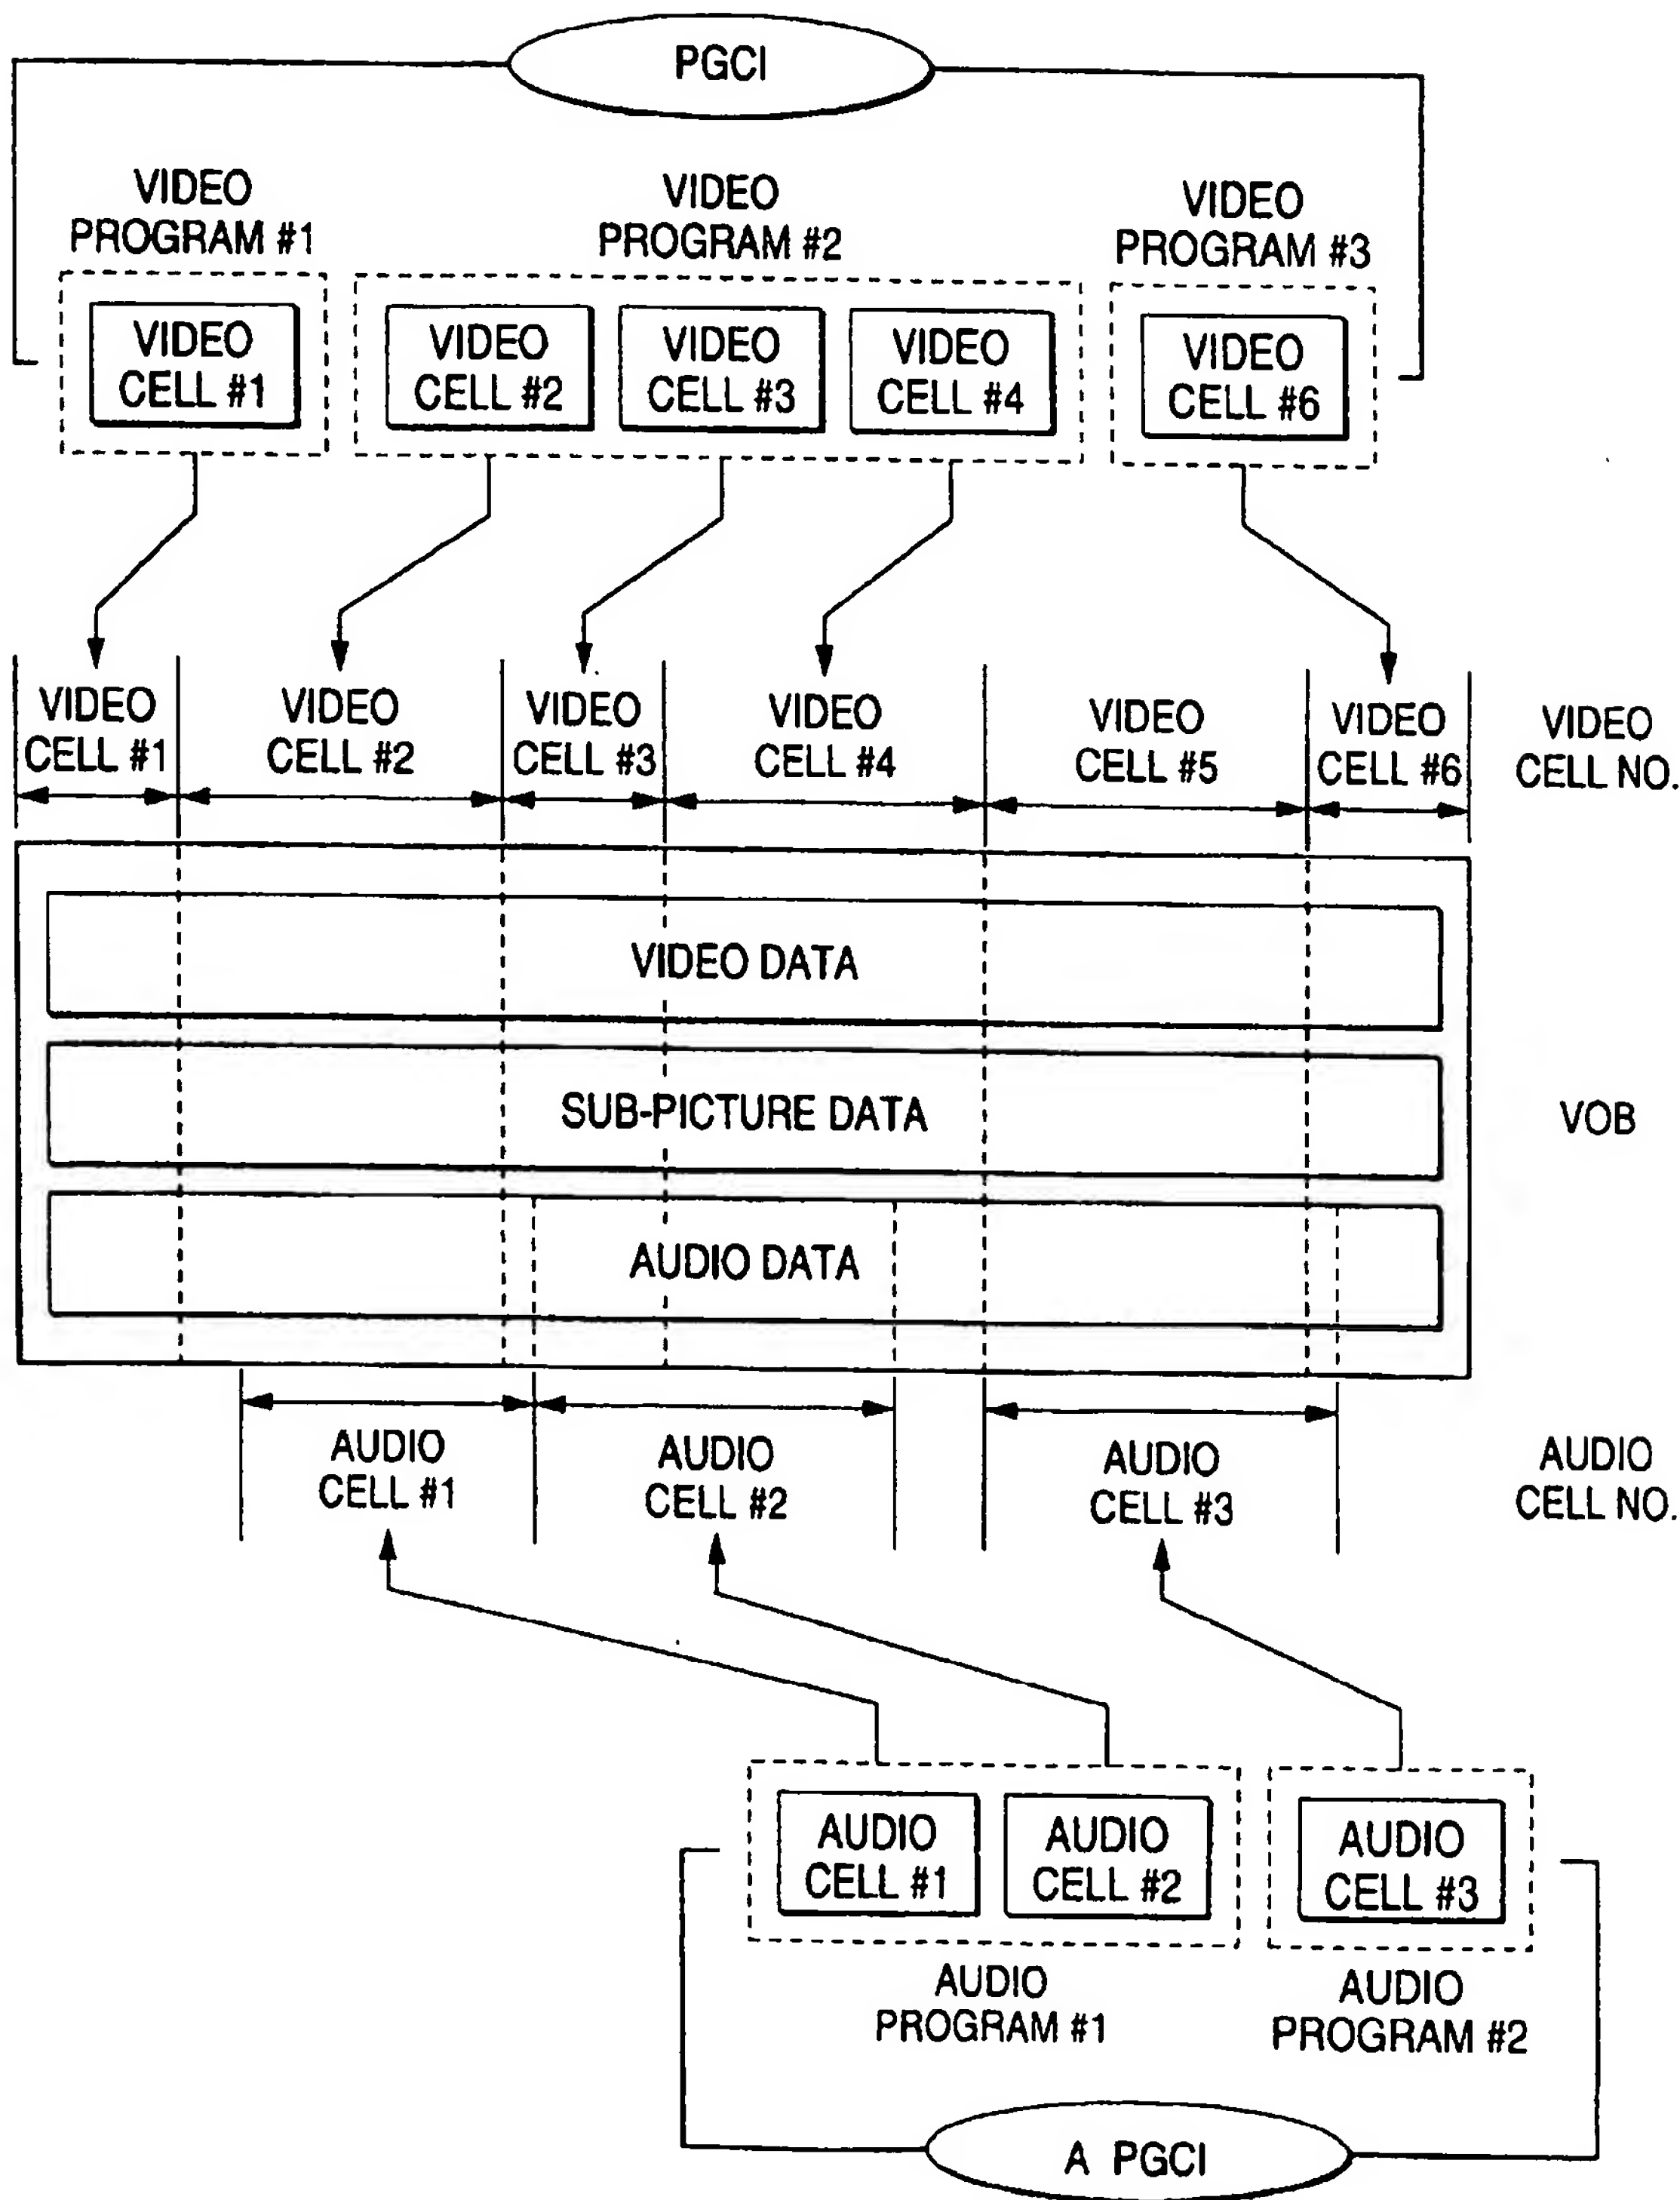 PGCI
VIDEO
PROGRAM #1
VIDEO
PROGRAM #2
VIDEO
PROGRAM #3
VIDEO
CELL #1
VIDEO
CELL #2
VIDEO
CELL #3
VIDEO
CELL #4
VIDEO
CELL #6
VIDEO
CELL #1
VIDEO
CELL #2
VIDEO
CELL #3
VIDEO
CELL #4
VIDEO
CELL #5
VIDEO
CELL #6
VIDEO
CELL NO.
VIDEO DATA
SUB-PICTURE DATA
VOB
AUDIO DATA
AUDIO
CELL #1
AUDIO
CELL #2
AUDIO
CELL #3
AUDIO
CELL NO.
AUDIO
CELL #1
AUDIO
CELL #2
AUDIO
CELL #3
AUDIO
PROGRAM #1
AUDIO
PROGRAM #2
A PGCI